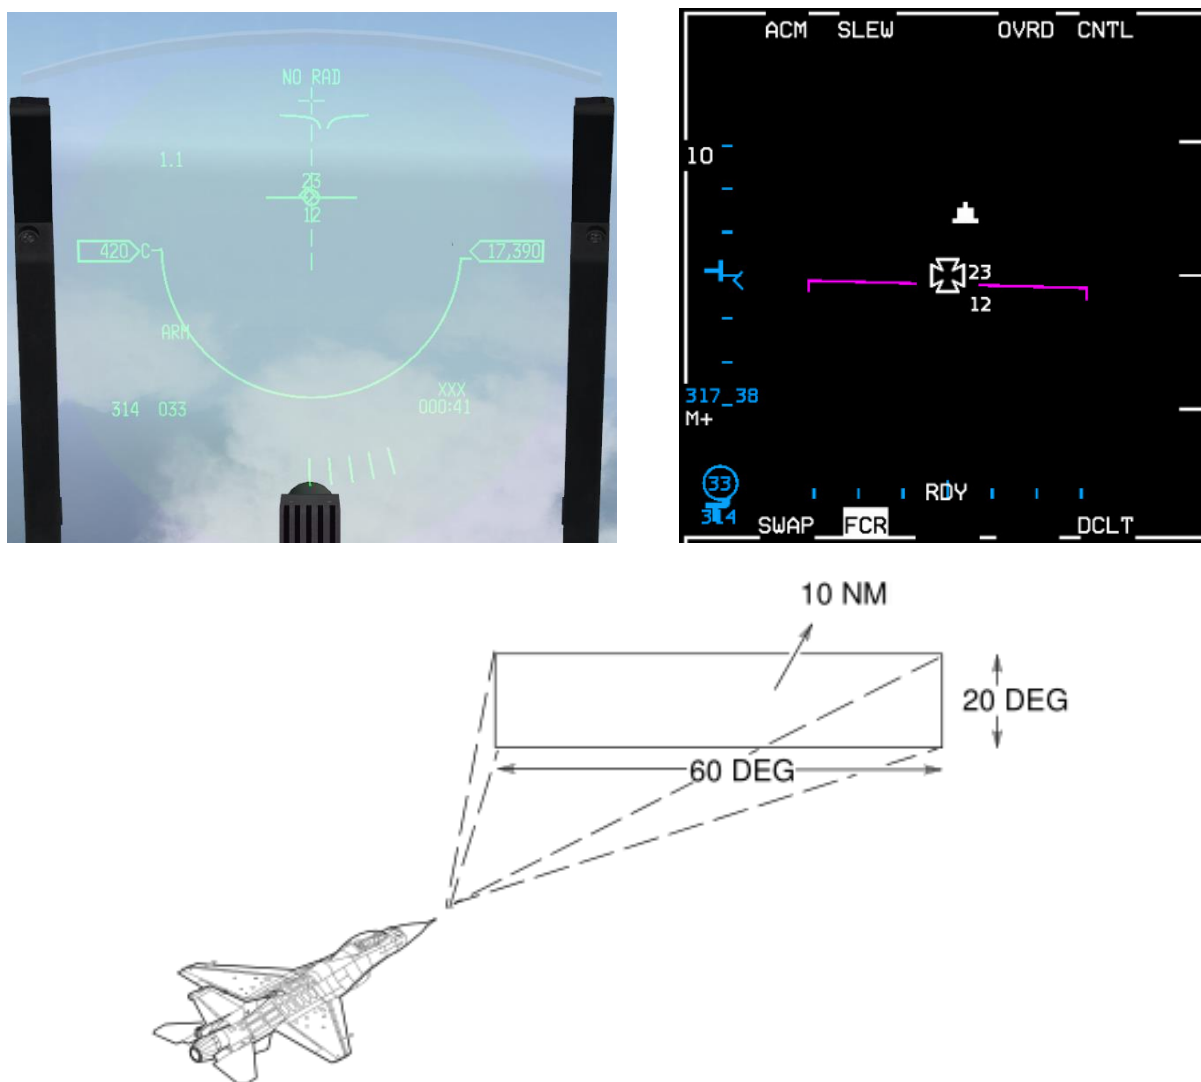 NO RAD
1.1
23
12
420 C
17,390
ARM
XXX
314 033
000:41
ACM SLEW OVRD CNTL
10
23
12
317_38
M+
33
314
RDY
SWAP FCR DCLT
10 NM
20 DEG
60 DEG